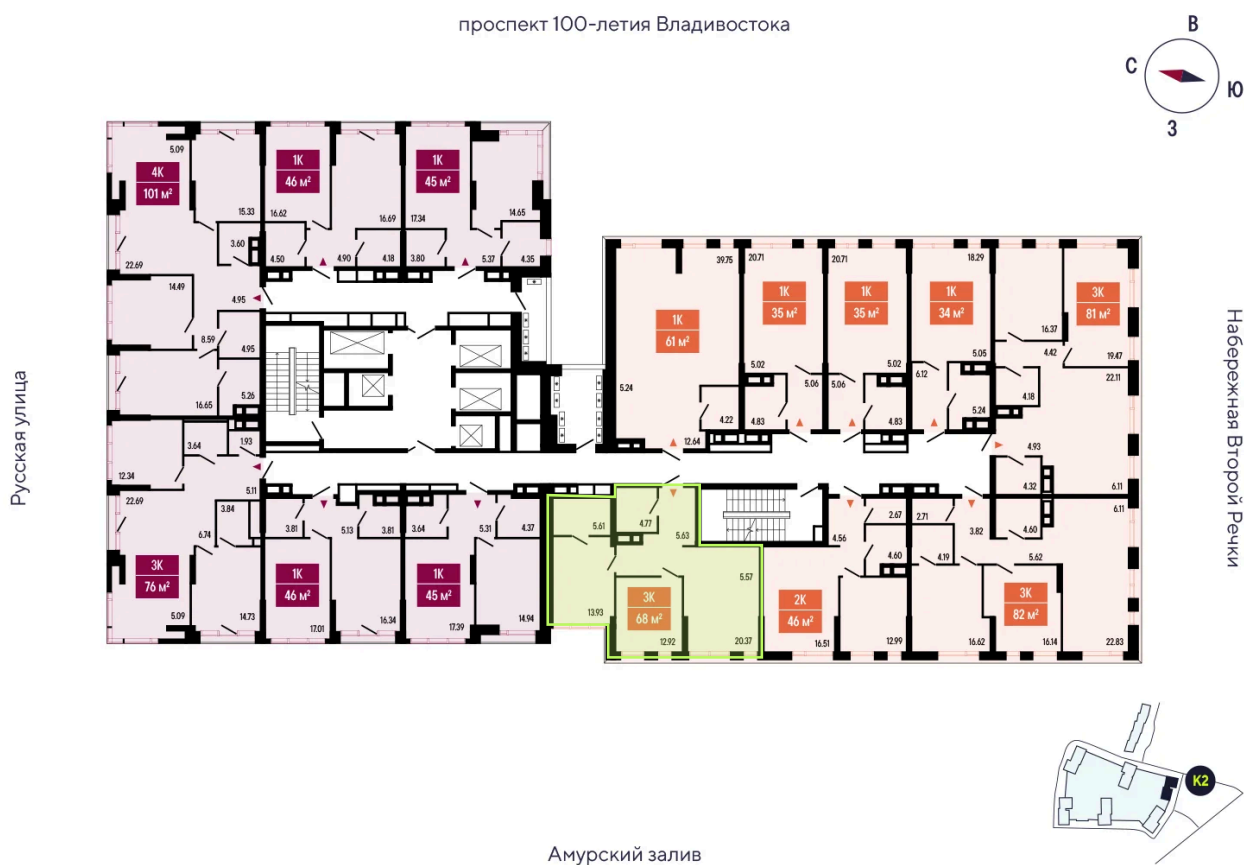 проспект 100-летия Владивостока
В
С
Ю
З
5.09
4К
101 м²
15.33
3.60
22.69
1К
46 м²
16.62
16.69
4.50
4.90
4.18
1К
45 м²
17.34
14.65
3.80
5.37
4.35
14.49
4.95
8.59
4.95
16.65
5.26
39.75
1К
61 м²
5.24
4.22
12.64
20.71
1К
35 м²
5.02
5.06
4.83
20.71
1К
35 м²
5.02
5.06
4.83
18.29
1К
34 м²
5.05
6.12
5.24
3К
81 м²
16.37
4.42
19.47
22.11
4.18
4.93
4.32
6.11
Русская улица
Набережная Второй Речки
3.64
1.93
12.34
22.69
5.11
3.84
6.74
3К
76 м²
5.09
14.73
3.81
5.13
3.81
1К
46 м²
17.01
16.34
3.64
5.31
4.37
1К
45 м²
17.39
14.94
5.61
4.77
5.63
5.57
3К
68 м²
13.93
12.92
20.37
2.67
4.56
4.60
2К
46 м²
16.51
12.99
2.71
3.82
4.60
6.11
4.19
5.62
3К
82 м²
16.62
16.14
22.83
К2
Амурский залив